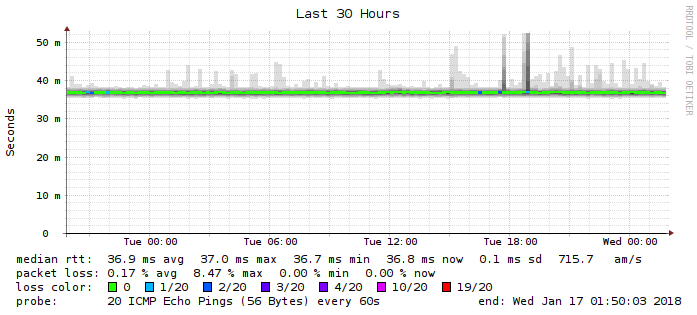 Last 30 Hours
RRDTOOL / TOBI OETIKER
Seconds
50 m
40 m
30 m
20 m
10 m
0
Tue 00:00 Tue 06:00 Tue 12:00 Tue 18:00 Wed 00:00
median rtt: 36.9 ms avg 37.0 ms max 36.7 ms min 36.8 ms now 0.1 ms sd 715.7 am/s
packet loss: 0.17 % avg 8.47 % max 0.00 % min 0.00 % now
loss color: 0 1/20 2/20 3/20 4/20 10/20 19/20
probe: 20 ICMP Echo Pings (56 Bytes) every 60s end: Wed Jan 17 01:50:03 2018